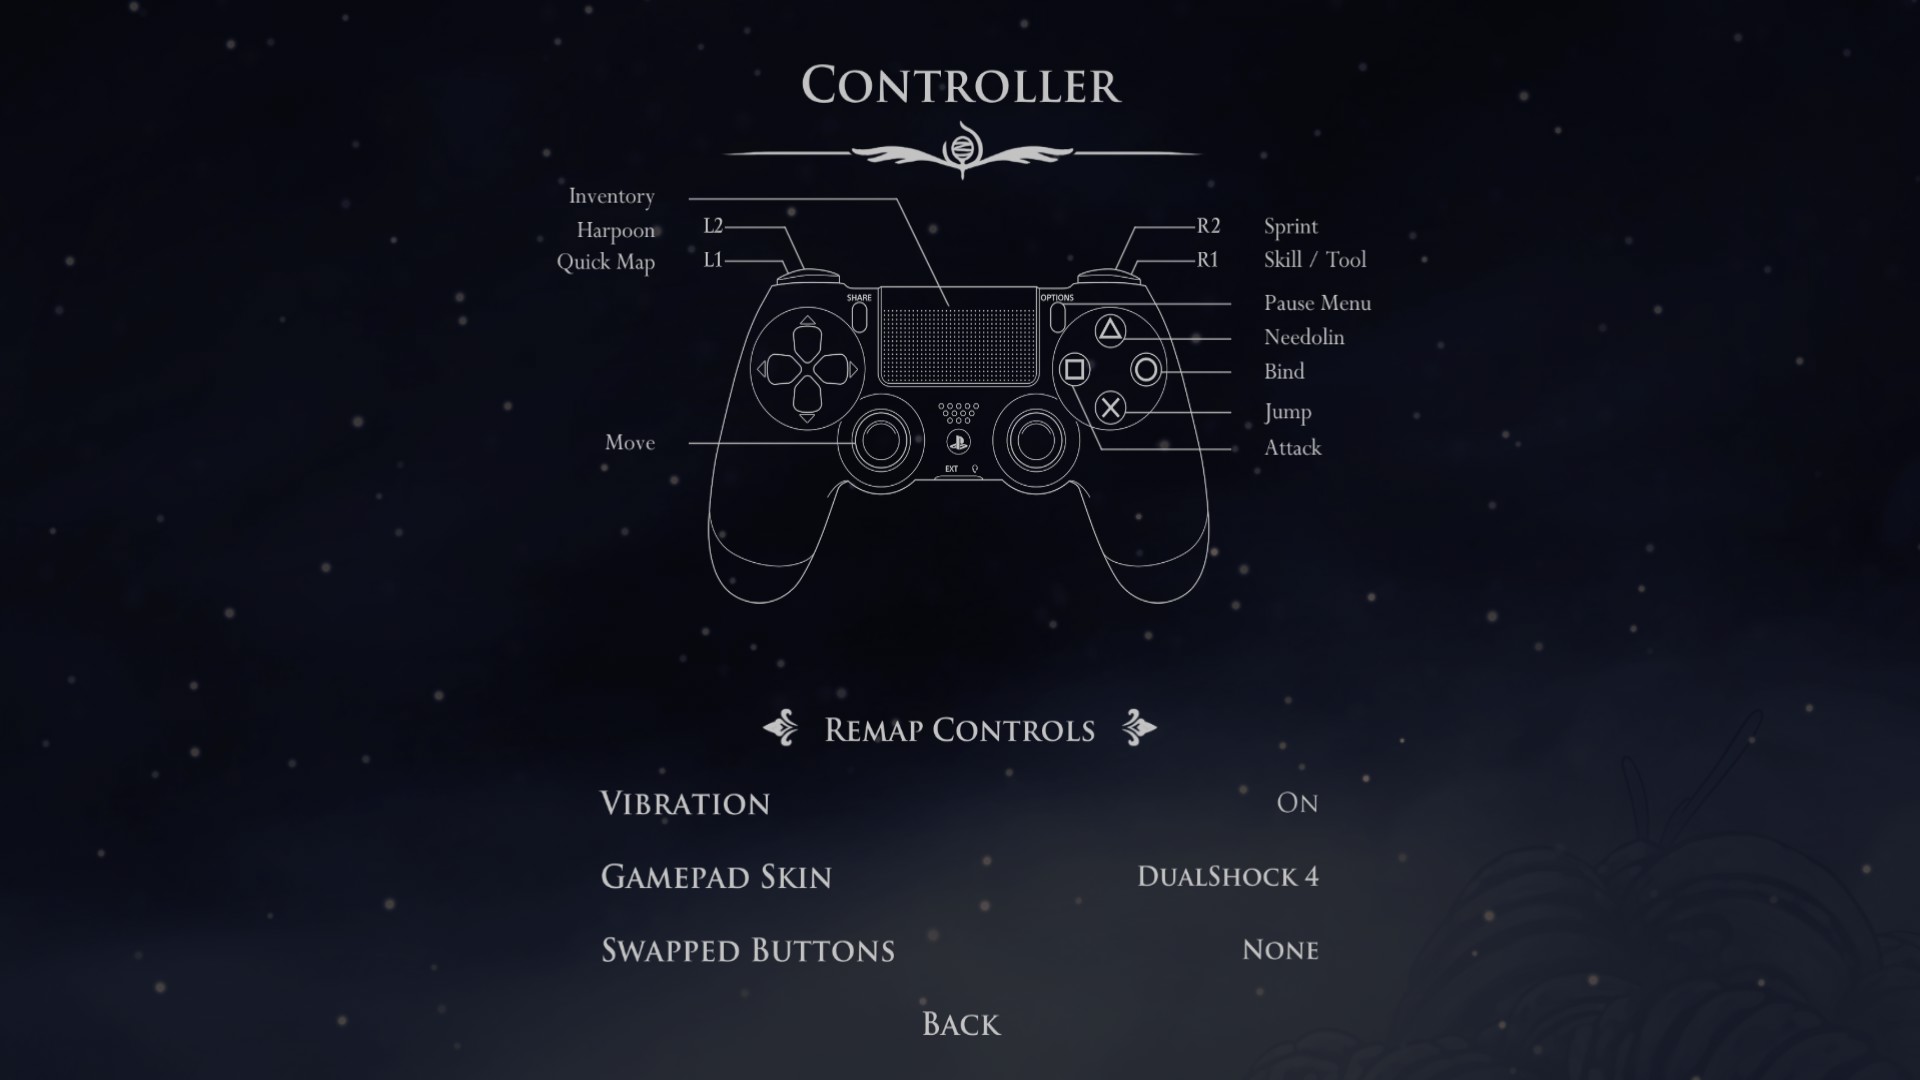 Controller
Inventory
Harpoon L2
Quick Map L1
R2 Sprint
R1 Skill / Tool
SHARE
OPTIONS
Pause Menu
Needolin
Bind
Jump
Attack
Move
EXT
Remap Controls
Vibration On
Gamepad Skin DualShock 4
Swapped Buttons None
Back